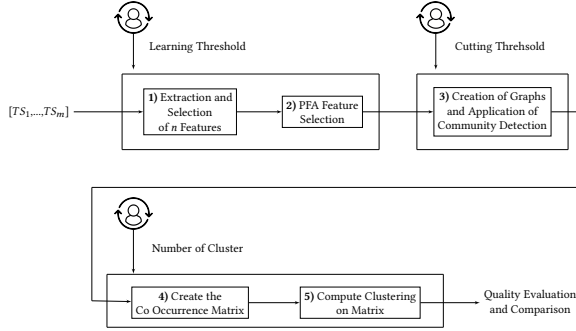 Learning Threshold
Cutting Threhsold
[TS1,...,TSm]
1) Extraction and
Selection
of n Features
2) PFA Feature
Selection
3) Creation of Graphs
and Application of
Community Detection
Number of Cluster
4) Create the
Co Occurrence Matrix
5) Compute Clustering
on Matrix
Quality Evaluation
and Comparison